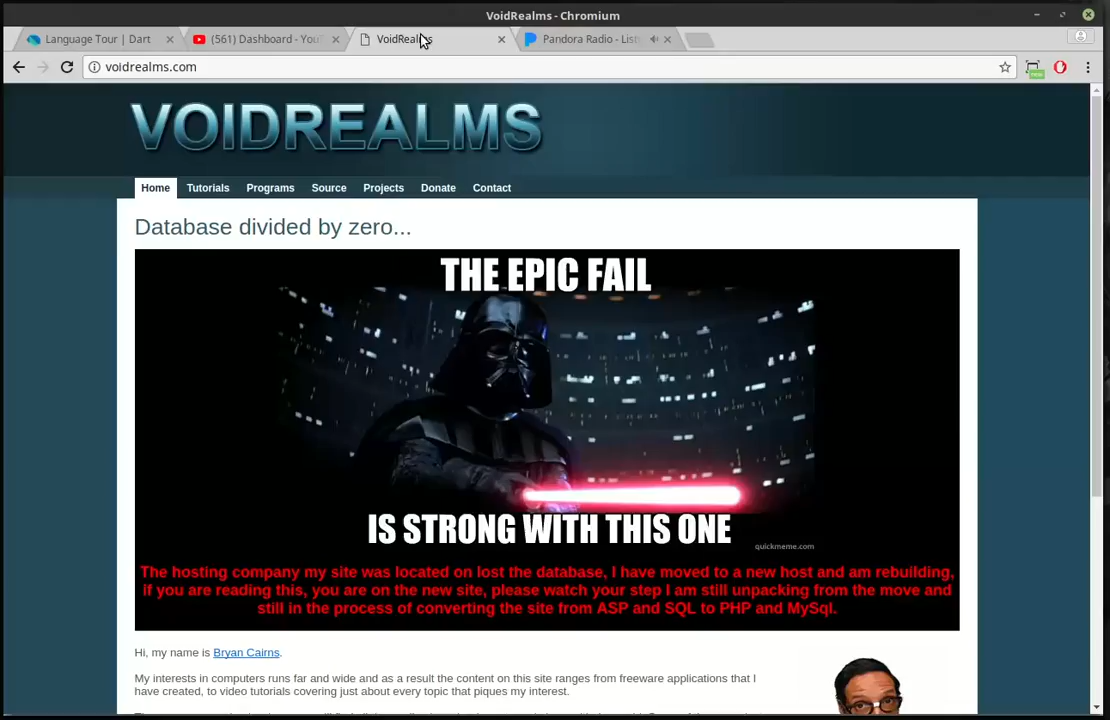 VoidRealms - Chromium
Language Tour | Dart
(561) Dashboard - You
VoidRealms
Pandora Radio - List
voidrealms.com
new
VOIDREALMS
Home Tutorials Programs Source Projects Donate Contact
Database divided by zero...
THE EPIC FAIL
IS STRONG WITH THIS ONE
quickmeme.com
The hosting company my site was located on lost the database, I have moved to a new host and am rebuilding,
if you are reading this, you are on the new site, please watch your step I am still unpacking from the move and
still in the process of converting the site from ASP and SQL to PHP and MySql.
Hi, my name is Bryan Cairns.
My interests in computers runs far and wide and as a result the content on this site ranges from freeware applications that I
have created, to video tutorials covering just about every topic that piques my interest.